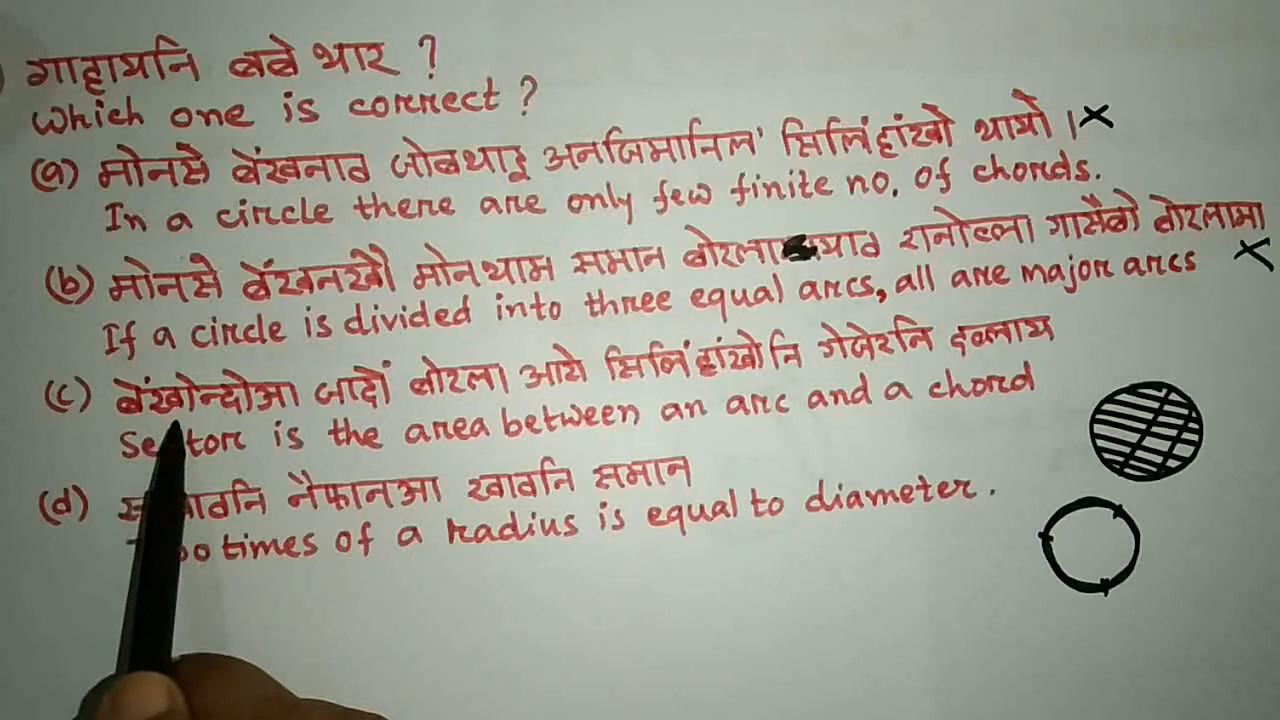 गाहायनि बबे थार ?
Which one is correct ?
(a) मोनसे बेंखनाव जोबथाइ अनजिमानिल' सिलिंहांखो थायो । ×
In a circle there are only few finite no. of chords.
(b) मोनसे बेंखनखौ मोनथाम समान बोरला याव रानोल्ला गासैबो बोरलामा ×
If a circle is divided into three equal arcs, all are major arcs
(c) बेंखोन्दोआ जादों बोरला आरो सिलिंहांखोनि गेजेरनि दब्लाय
Sector is the area between an arc and a chord
(d) नैफानआ खावनि समान
times of a radius is equal to diameter.